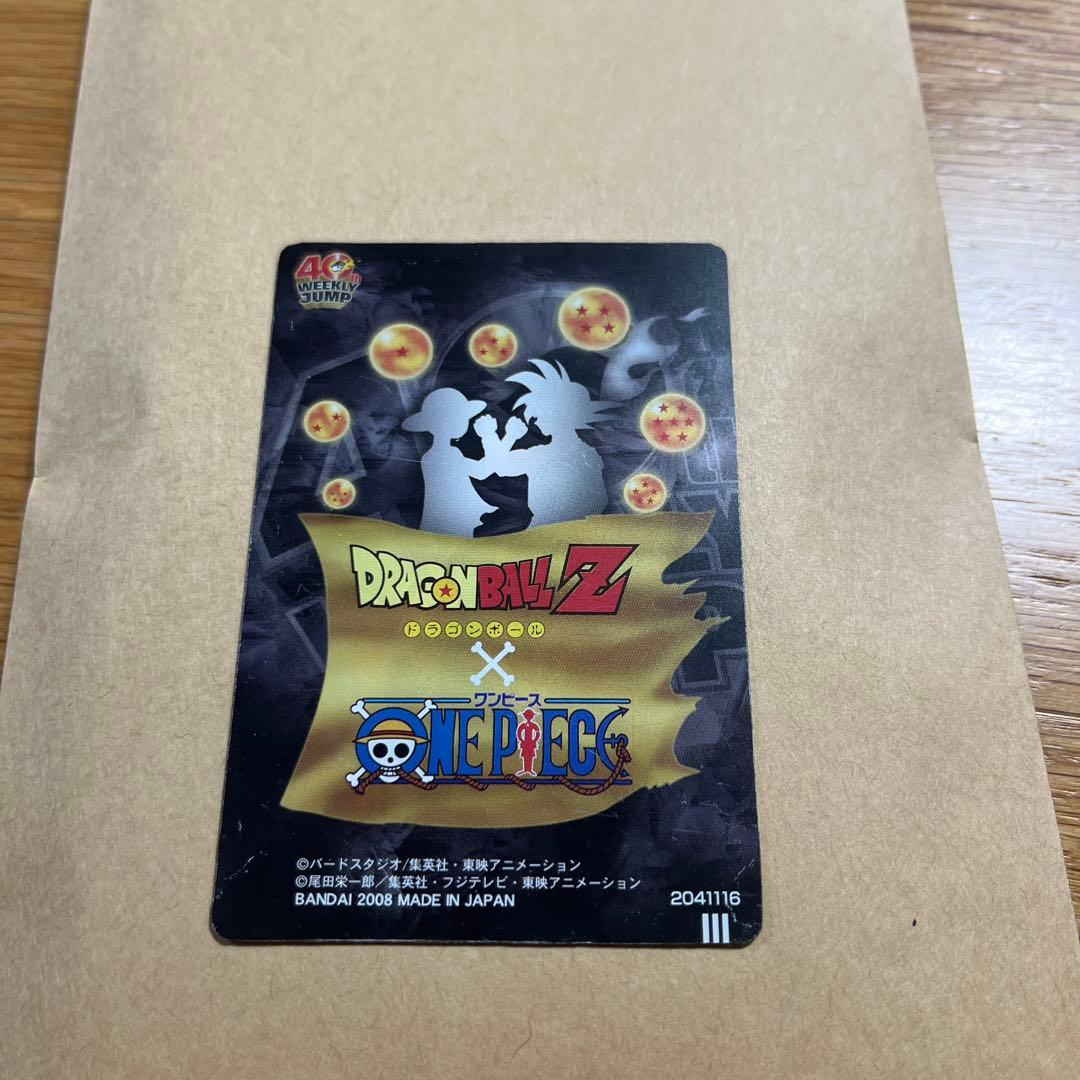 40th
WEEKLY
JUMP
DRAGONBALL Z
ドラゴンボール
ワンピース
ONE PIECE
©バードスタジオ/集英社・東映アニメーション
©尾田栄一郎／集英社・フジテレビ・東映アニメーション
BANDAI 2008 MADE IN JAPAN
2041116